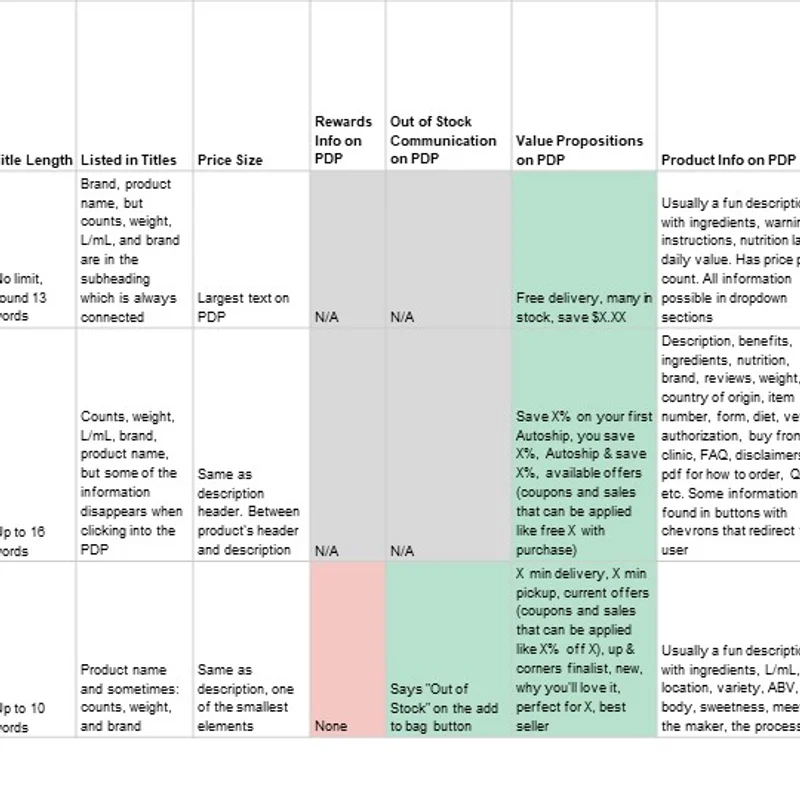 Rewards
Info on
PDP
Out of Stock
Communication
on PDP
Value Propositions
on PDP
itle Length
Listed in Titles
Price Size
Product Info on PDP
No limit,
ound 13
ords
Brand, product
name, but
counts, weight,
L/mL, and brand
are in the
subheading
which is always
connected
Largest text on
PDP
N/A
N/A
Free delivery, many in
stock, save $X.XX
Usually a fun descriptio
with ingredients, warnin
instructions, nutrition la
daily value. Has price p
count. All information
possible in dropdown
sections
Up to 16
ords
Counts, weight,
L/mL, brand,
product name,
but some of the
information
disappears when
clicking into the
PDP
Same as
description
header. Between
product's header
and description
N/A
N/A
Save X% on your first
Autoship, you save
X%, Autoship & save
X%, available offers
(coupons and sales
that can be applied
like free X with
purchase)
Description, benefits,
ingredients, nutrition,
brand, reviews, weight,
country of origin, item
number, form, diet, ve
authorization, buy from
clinic, FAQ, disclaimers
pdf for how to order, Q
etc. Some information
found in buttons with
chevrons that redirect
user
Up to 10
ords
Product name
and sometimes:
counts, weight,
and brand
Same as
description, one
of the smallest
elements
None
Says "Out of
Stock" on the add
to bag button
X min delivery, X min
pickup, current offers
(coupons and sales
that can be applied
like X% off X), up &
corners finalist, new,
why you'll love it,
perfect for X, best
seller
Usually a fun descriptio
with ingredients, L/mL,
location, variety, ABV,
body, sweetness, mee
the maker, the process